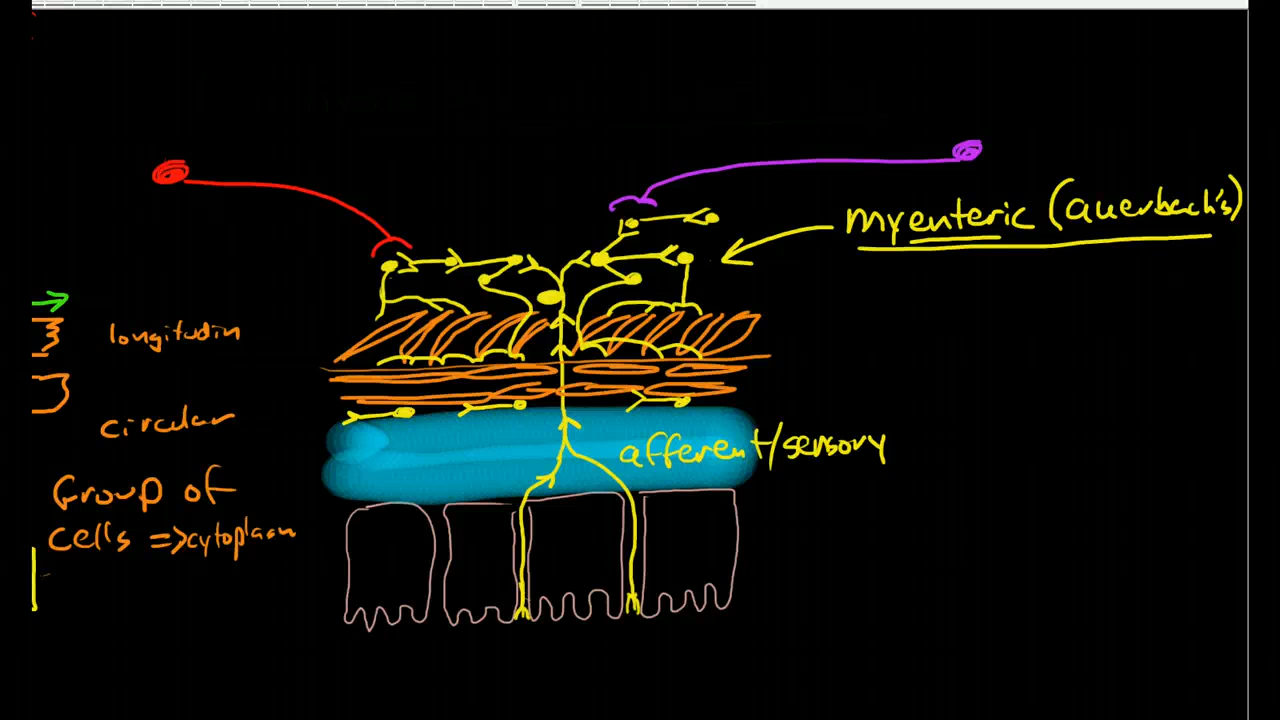 myenteric (auerbach's)
longitudin
circular
afferent/sensory
Group of
cells => cytoplasm